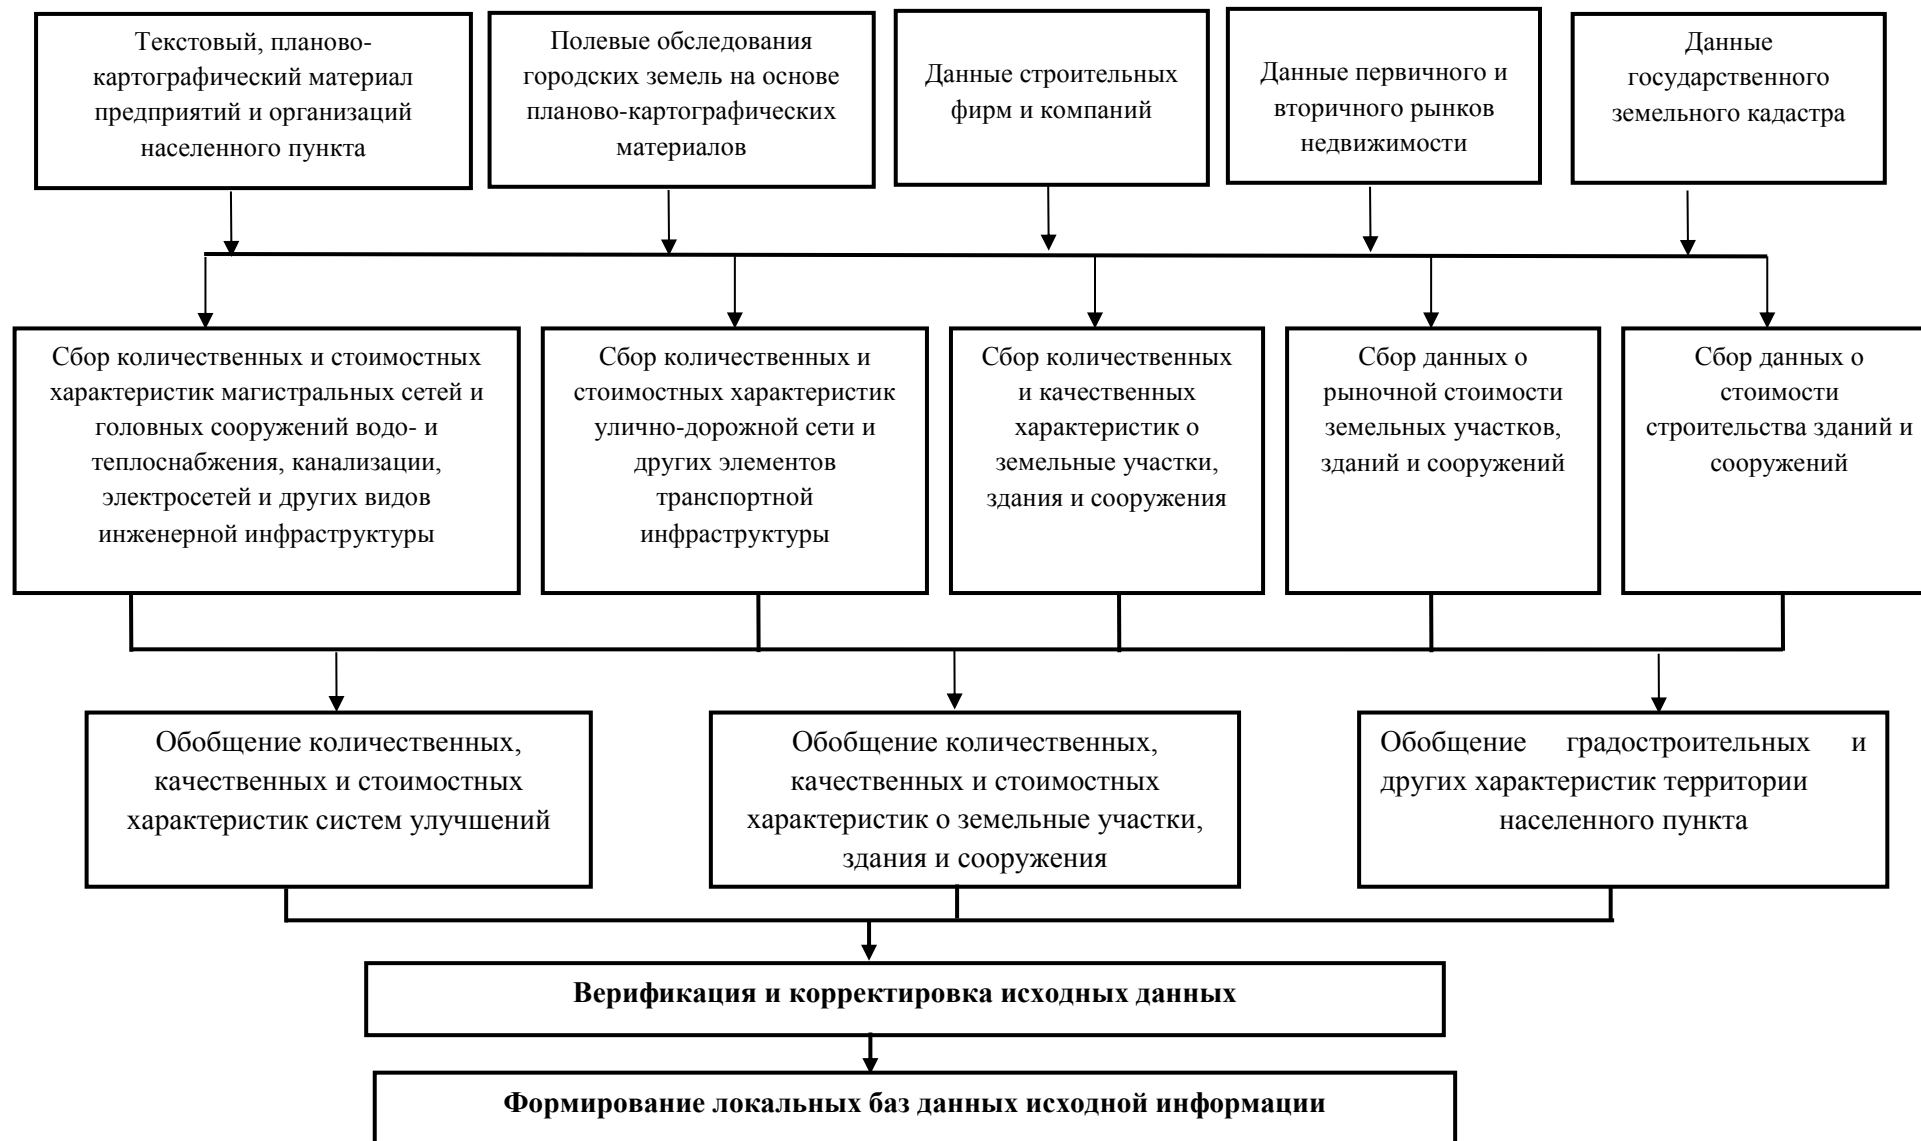 Текстовый, планово-
картографический материал
предприятий и организаций
населенного пункта
Полевые обследования
городских земель на основе
планово-картографических
материалов
Данные строительных
фирм и компаний
Данные первичного и
вторичного рынков
недвижимости
Данные
государственного
земельного кадастра
Сбор количественных и стоимостных
характеристик магистральных сетей и
головных сооружений водо- и
теплоснабжения, канализации,
электросетей и других видов
инженерной инфраструктуры
Сбор количественных и
стоимостных характеристик
улично-дорожной сети и
других элементов
транспортной
инфраструктуры
Сбор количественных
и качественных
характеристик о
земельные участки,
здания и сооружения
Сбор данных о
рыночной стоимости
земельных участков,
зданий и сооружений
Сбор данных о
стоимости
строительства зданий и
сооружений
Обобщение количественных,
качественных и стоимостных
характеристик систем улучшений
Обобщение количественных,
качественных и стоимостных
характеристик о земельные участки,
здания и сооружения
Обобщение градостроительных и
других характеристик территории
населенного пункта
Верификация и корректировка исходных данных
Формирование локальных баз данных исходной информации